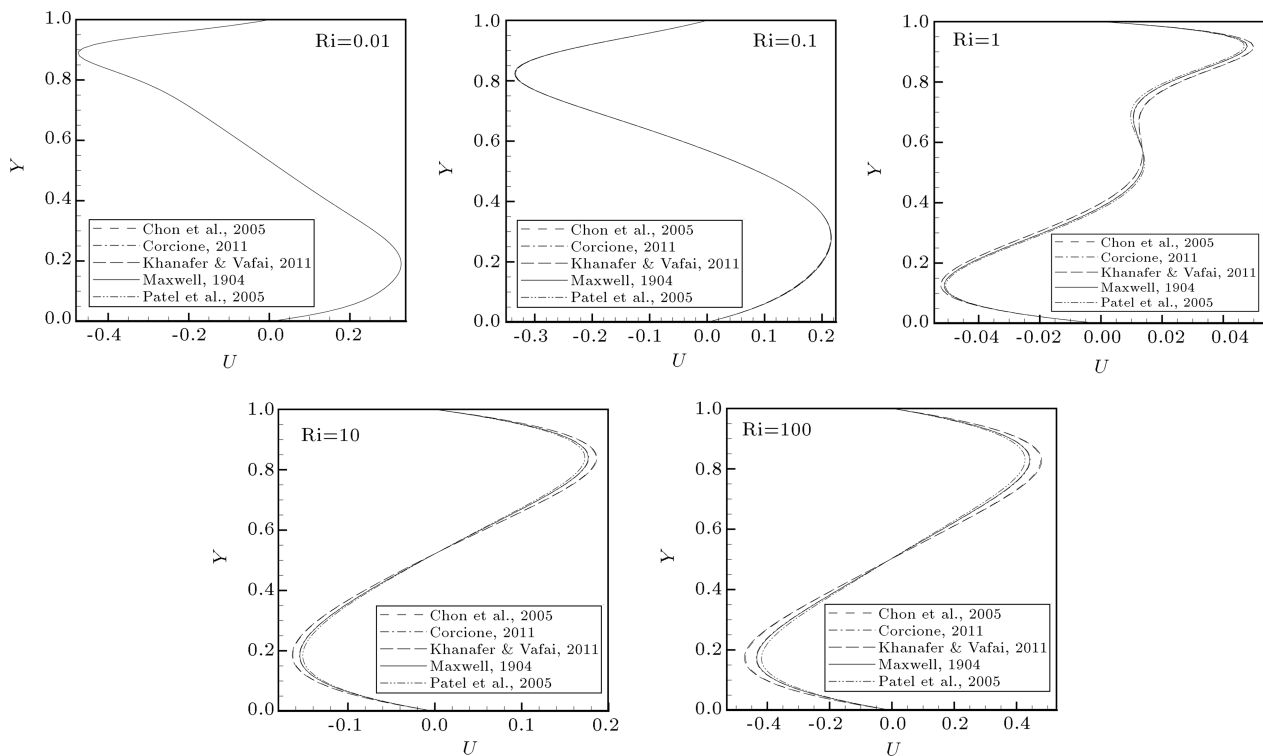 Ri=0.01
1.0
0.8
0.6
0.4
0.2
0.0
Y
Chon et al., 2005
Corcione, 2011
Khanafer & Vafai, 2011
Maxwell, 1904
Patel et al., 2005
-0.4
-0.2
0.0
0.2
U
Ri=0.1
1.0
0.8
0.6
0.4
0.2
0.0
Y
Chon et al., 2005
Corcione, 2011
Khanafer & Vafai, 2011
Maxwell, 1904
Patel et al., 2005
-0.3
-0.2
-0.1
0.0
0.1
0.2
U
Ri=1
1.0
0.8
0.6
0.4
0.2
0.0
Y
Chon et al., 2005
Corcione, 2011
Khanafer & Vafai, 2011
Maxwell, 1904
Patel et al., 2005
-0.04
-0.02
0.00
0.02
0.04
U
Ri=10
1.0
0.8
0.6
0.4
0.2
0.0
Y
Chon et al., 2005
Corcione, 2011
Khanafer & Vafai, 2011
Maxwell, 1904
Patel et al., 2005
-0.1
0.0
0.1
0.2
U
Ri=100
1.0
0.8
0.6
0.4
0.2
0.0
Y
Chon et al., 2005
Corcione, 2011
Khanafer & Vafai, 2011
Maxwell, 1904
Patel et al., 2005
-0.4
-0.2
0.0
0.2
0.4
U